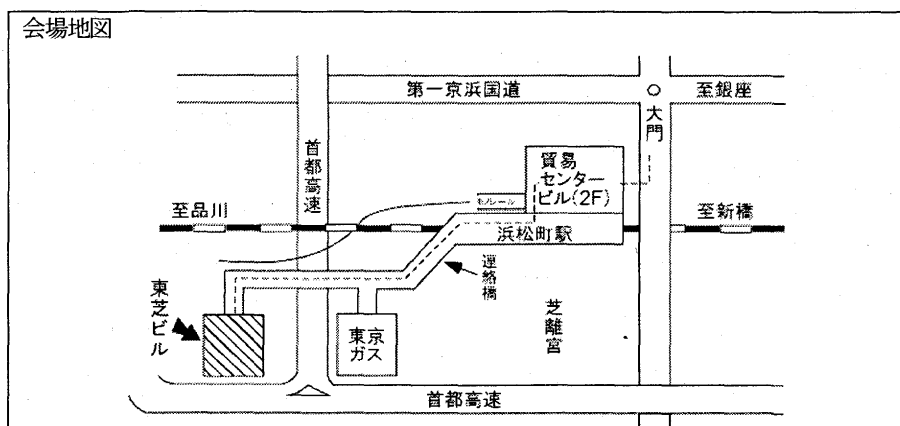 会場地図
第一京浜国道
至銀座
大門
首都高速
貿易
センター
ビル(2F)
モノレール
至品川
至新橋
浜松町駅
連絡橋
東芝ビル
東京
ガス
芝離宮
首都高速